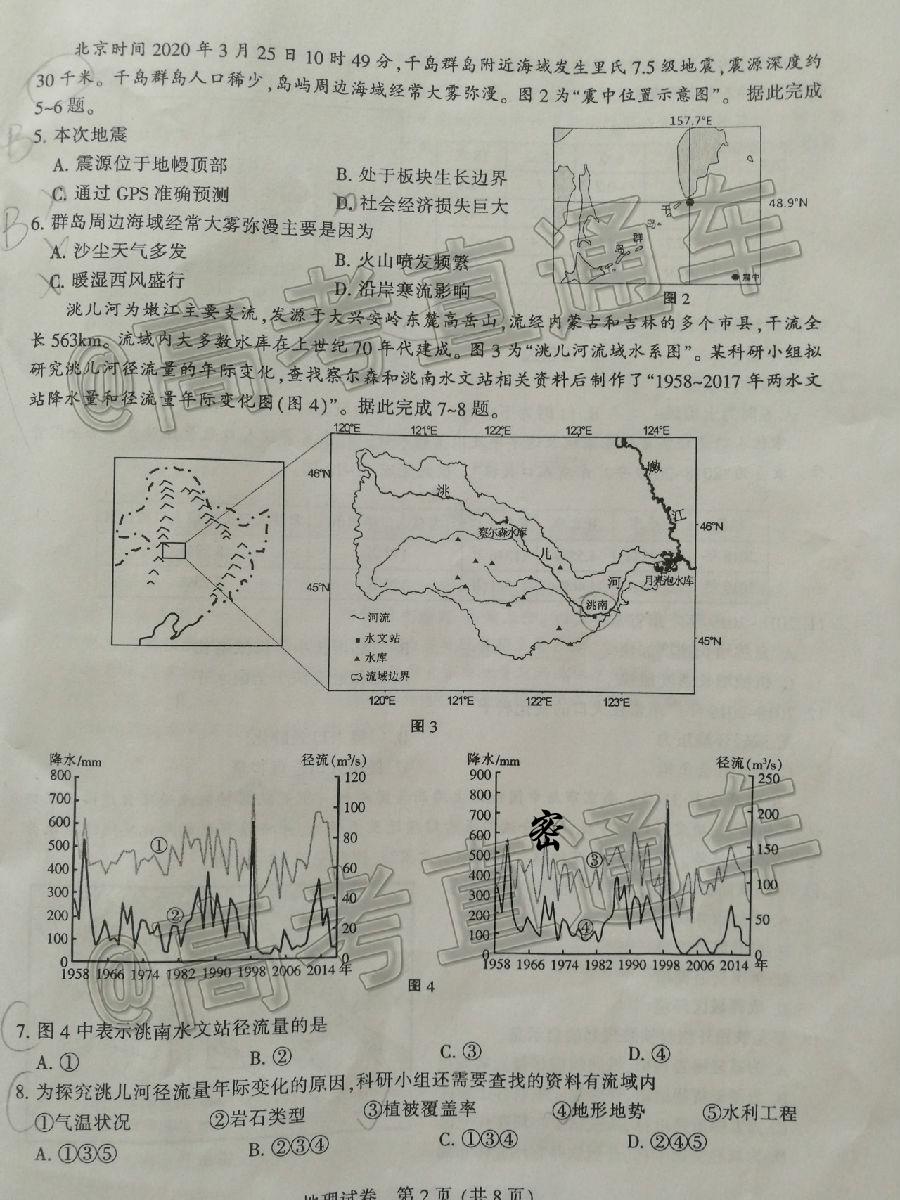 北京时间 2020 年 3 月 25 日 10 时 49 分,千岛群岛附近海域发生里氏 7.5 级地震,震源深度约
30 千米。千岛群岛人口稀少,岛屿周边海域经常大雾弥漫。图 2 为“震中位置示意图”。据此完成
5~6 题。
B
5. 本次地震
A. 震源位于地幔顶部
B. 处于板块生长边界
C. 通过 GPS 准确预测
D. 社会经济损失巨大
B
6. 群岛周边海域经常大雾弥漫主要是因为
A. 沙尘天气多发
B. 火山喷发频繁
C. 暖湿西风盛行
D. 沿岸寒流影响
157.7°E
48.9°N
千
岛
群
岛
震中
图 2
洮儿河为嫩江主要支流,发源于大兴安岭东麓高岳山,流经内蒙古和吉林的多个市县,干流全
长 563km。流域内大多数水库在上世纪 70 年代建成。图 3 为“洮儿河流域水系图”。某科研小组拟
研究洮儿河径流量的年际变化,查找察尔森和洮南水文站相关资料后制作了“1958~2017 年两水文
站降水量和径流量年际变化图(图 4)”。据此完成 7~8 题。
120°E 121°E 122°E 123°E 124°E
46°N
45°N
46°N
45°N
120°E 121°E 122°E 123°E
嫩
江
洮
儿
河
察尔森水库
月亮泡水库
洮南
河流
水文站
水库
流域边界
图 3
降水/mm
径流(m³/s)
800
700
600
500
400
300
200
100
0
120
100
80
60
40
20
0
①
②
1958 1966 1974 1982 1990 1998 2006 2014 年
降水/mm
径流(m³/s)
900
800
700
600
500
400
300
200
100
0
250
200
150
100
50
0
密
③
④
1958 1966 1974 1982 1990 1998 2006 2014 年
图 4
C
7. 图 4 中表示洮南水文站径流量的是
A. ①
B. ②
C. ③
D. ④
8. 为探究洮儿河径流量年际变化的原因,科研小组还需要查找的资料有流域内
①气温状况 ②岩石类型 ③植被覆盖率 ④地形地势 ⑤水利工程
A. ①③⑤ B. ②③④ C. ①③④ D. ②④⑤
地理试卷 第 2 页(共 8 页)
@高考直通车
@高考直通车